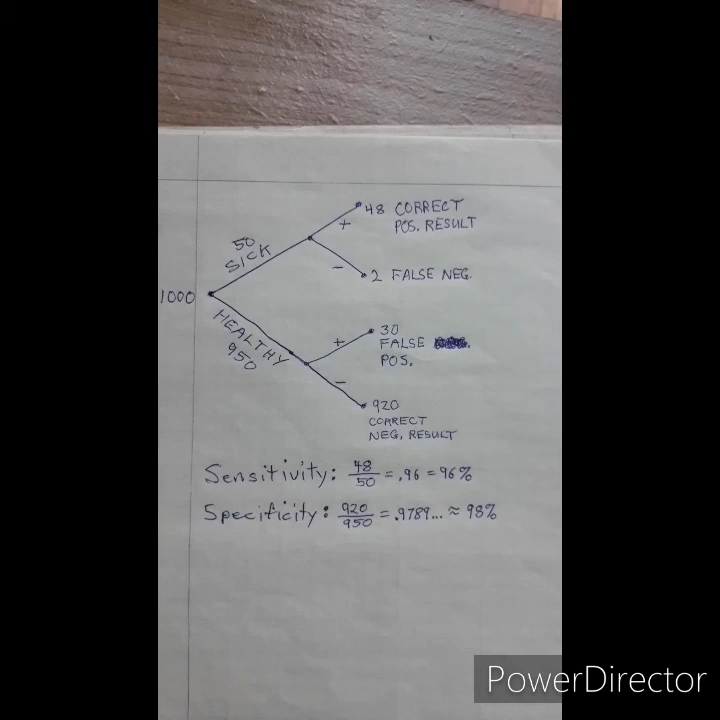 48 CORRECT
POS. RESULT
+
50
SICK
-
2 FALSE NEG.
1000
HEALTHY
950
+
30
FALSE
POS.
-
920
CORRECT
NEG. RESULT
Sensitivity: 48/50 = .96 = 96%
Specificity: 920/950 = .9789... ≈ 98%
PowerDirector